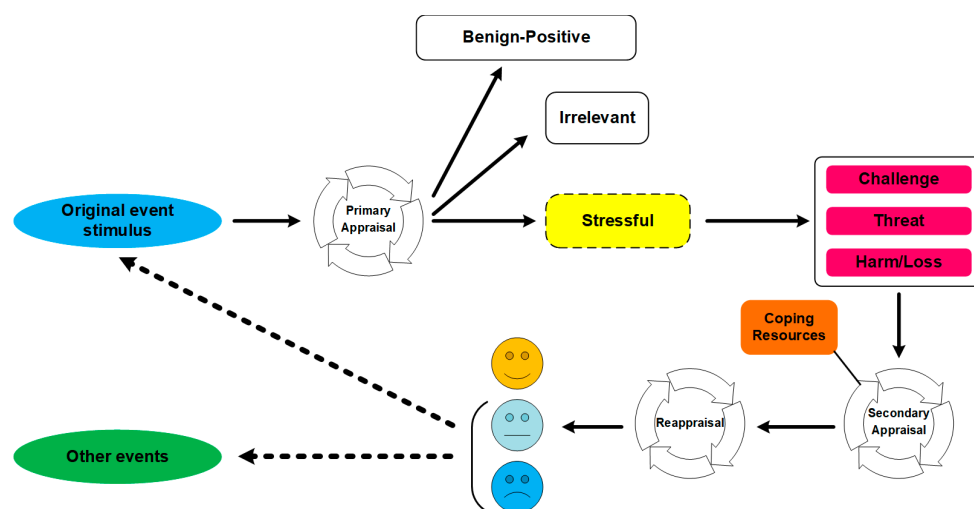 Benign-Positive
Irrelevant
Original event
stimulus
Primary
Appraisal
Stressful
Challenge
Threat
Harm/Loss
Coping
Resources
Secondary
Appraisal
Reappraisal
Other events